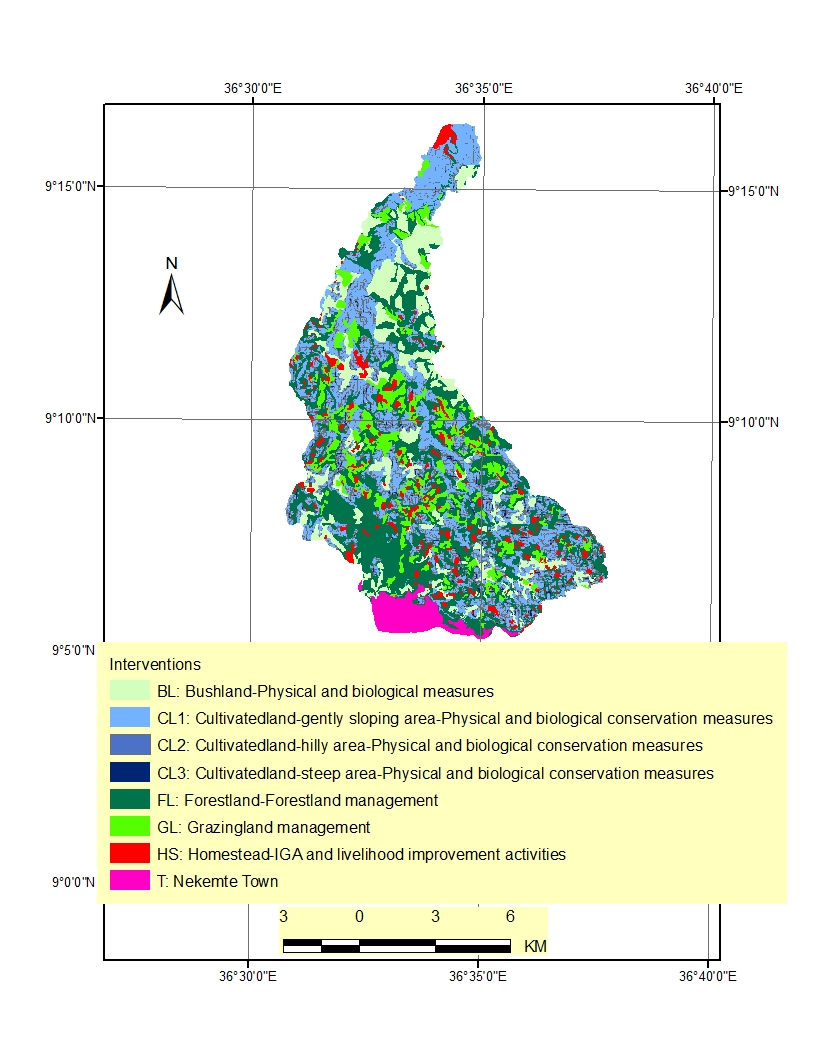 36°30'0"E 36°35'0"E 36°40'0"E
9°15'0"N 9°15'0"N
N
9°10'0"N 9°10'0"N
9°5'0"N
Interventions
BL: Bushland-Physical and biological measures
CL1: Cultivatedland-gently sloping area-Physical and biological conservation measures
CL2: Cultivatedland-hilly area-Physical and biological conservation measures
CL3: Cultivatedland-steep area-Physical and biological conservation measures
FL: Forestland-Forestland management
GL: Grazingland management
HS: Homestead-IGA and livelihood improvement activities
T: Nekemte Town
9°0'0"N
3 0 3 6
KM
36°30'0"E 36°35'0"E 36°40'0"E